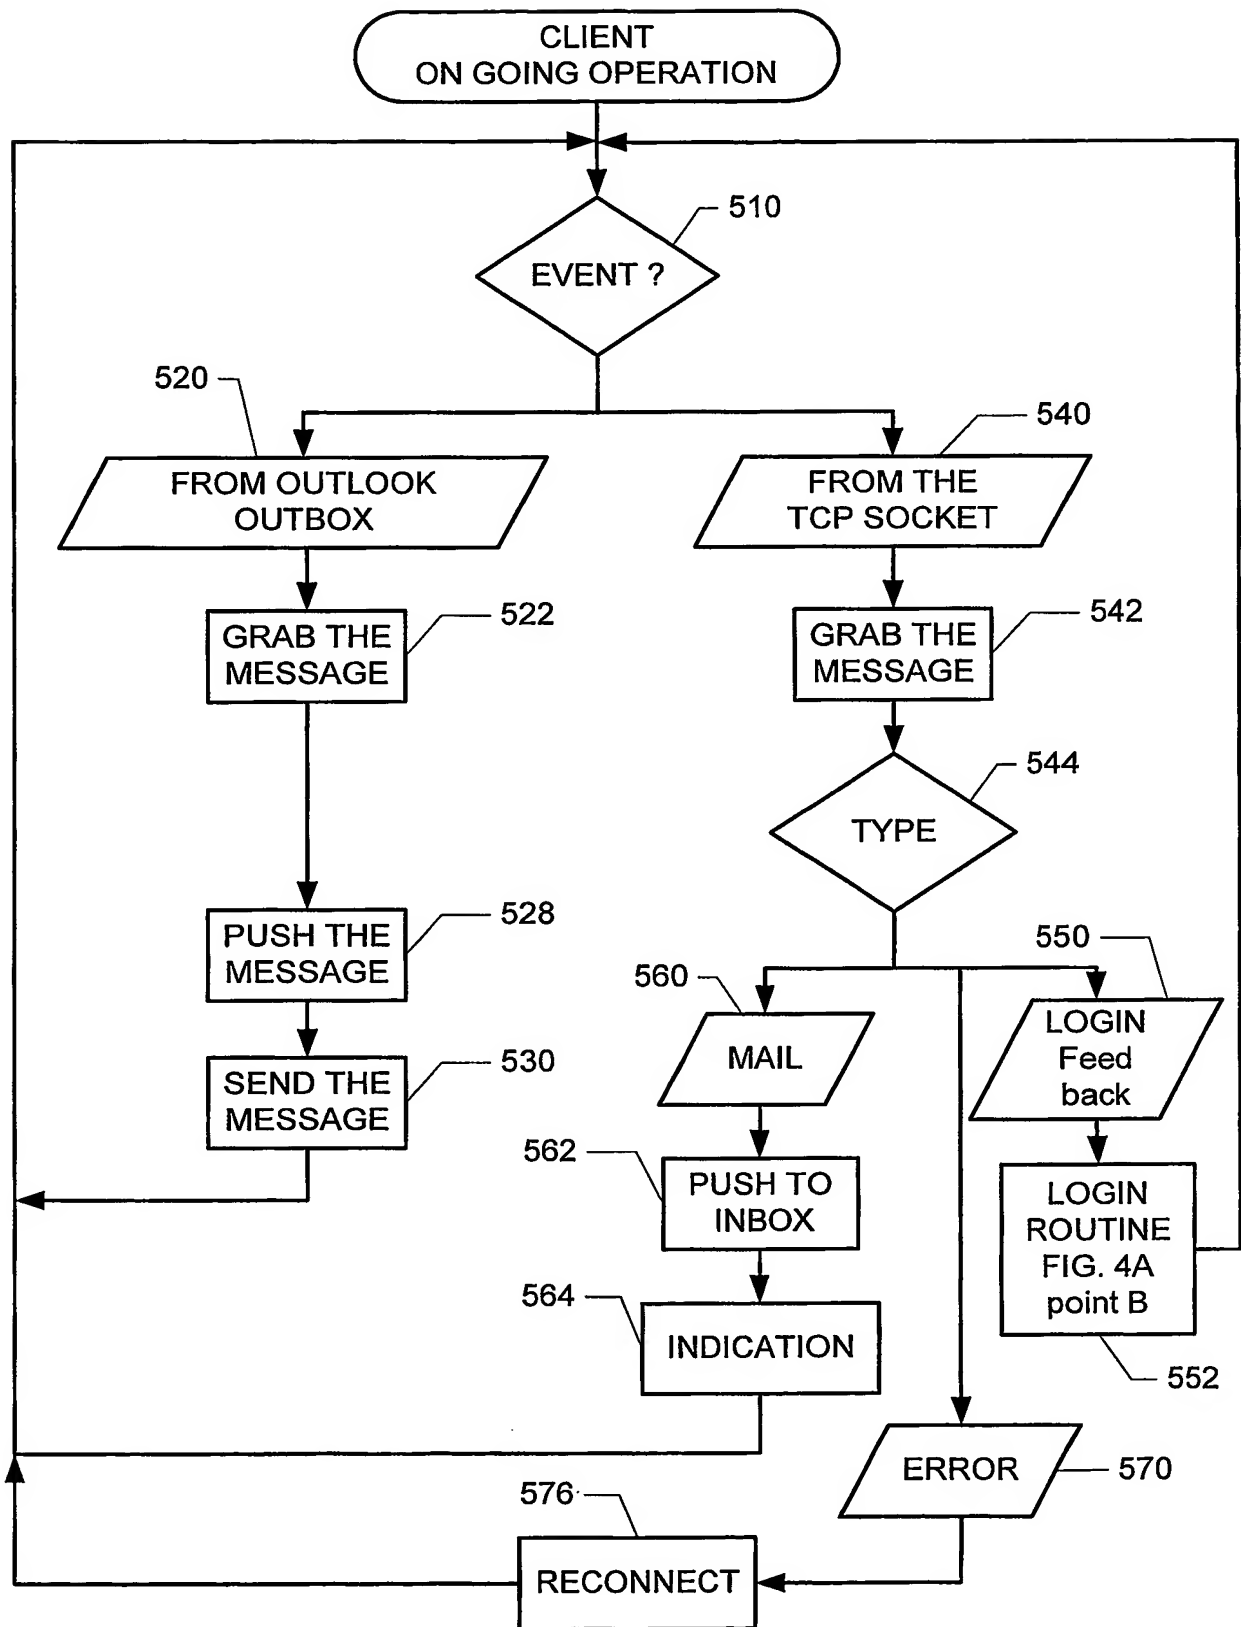 CLIENT
ON GOING OPERATION
510
EVENT ?
520
540
FROM OUTLOOK
OUTBOX
FROM THE
TCP SOCKET
GRAB THE
MESSAGE
522
GRAB THE
MESSAGE
542
544
TYPE
PUSH THE
MESSAGE
528
550
560
LOGIN
Feed
back
MAIL
SEND THE
MESSAGE
530
562
PUSH TO
INBOX
LOGIN
ROUTINE
FIG. 4A
point B
564
INDICATION
552
ERROR
570
576
RECONNECT